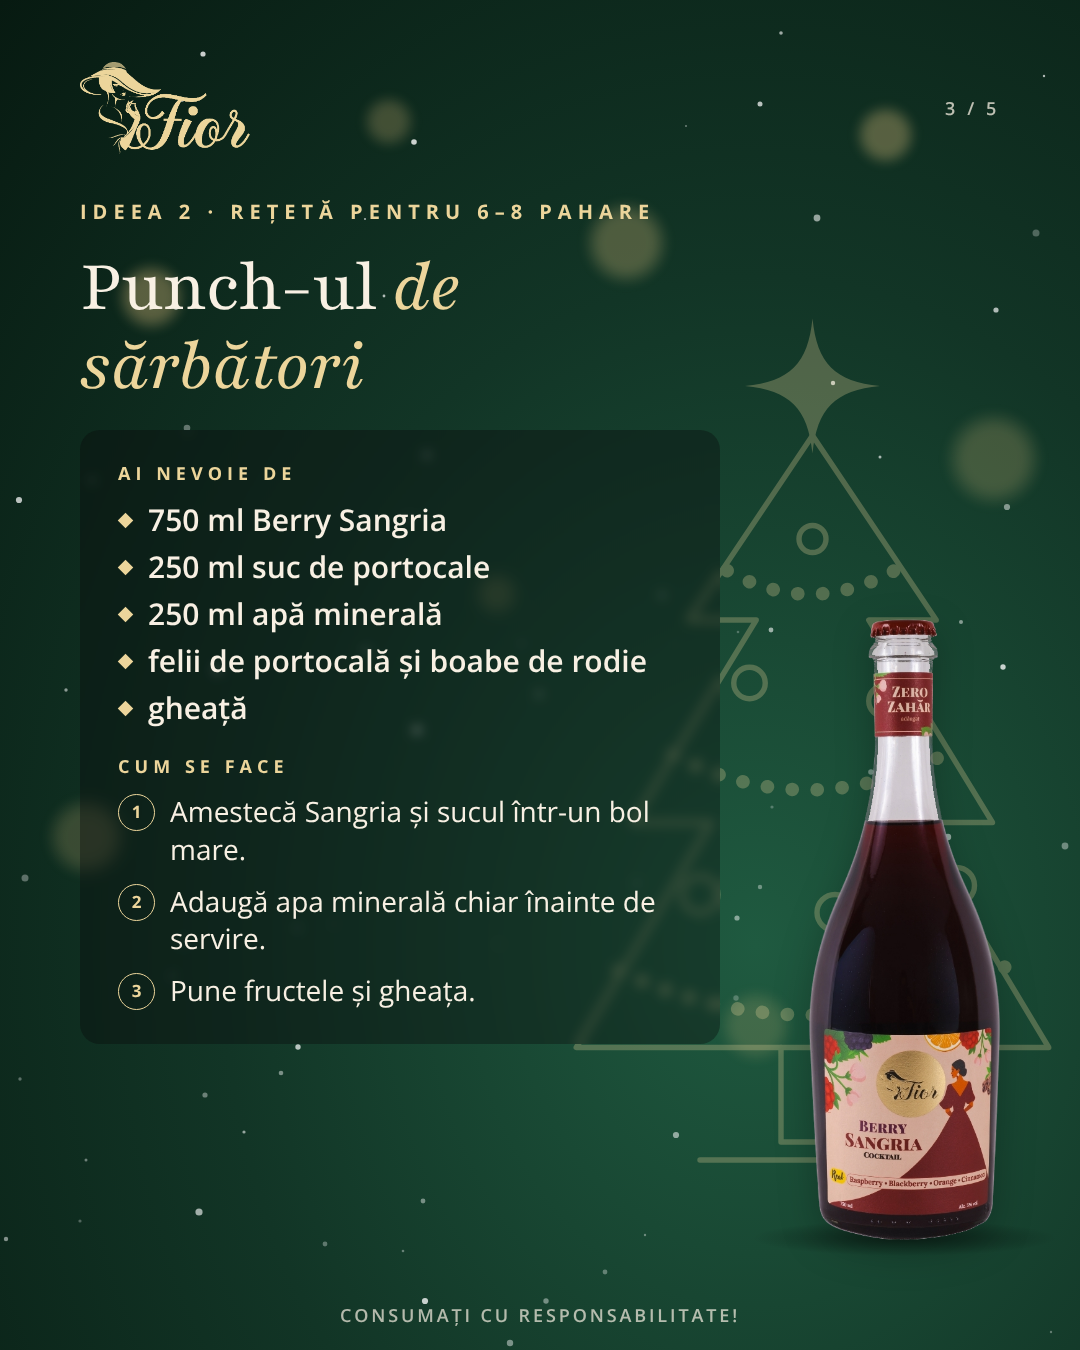 Fior
3 / 5
IDEEA 2 · REȚETĂ PENTRU 6–8 PAHARE
Punch-ul de
sărbători
AI NEVOIE DE
750 ml Berry Sangria
250 ml suc de portocale
250 ml apă minerală
felii de portocală și boabe de rodie
gheață
CUM SE FACE
1 Amestecă Sangria și sucul într-un bol
mare.
2 Adaugă apa minerală chiar înainte de
servire.
3 Pune fructele și gheața.
ZERO
ZAHĂR
adăugat
Fior
BERRY
SANGRIA
COCKTAIL
Real Raspberry • Blackberry • Orange • Cinnamon
750 ml
CONSUMAȚI CU RESPONSABILITATE!